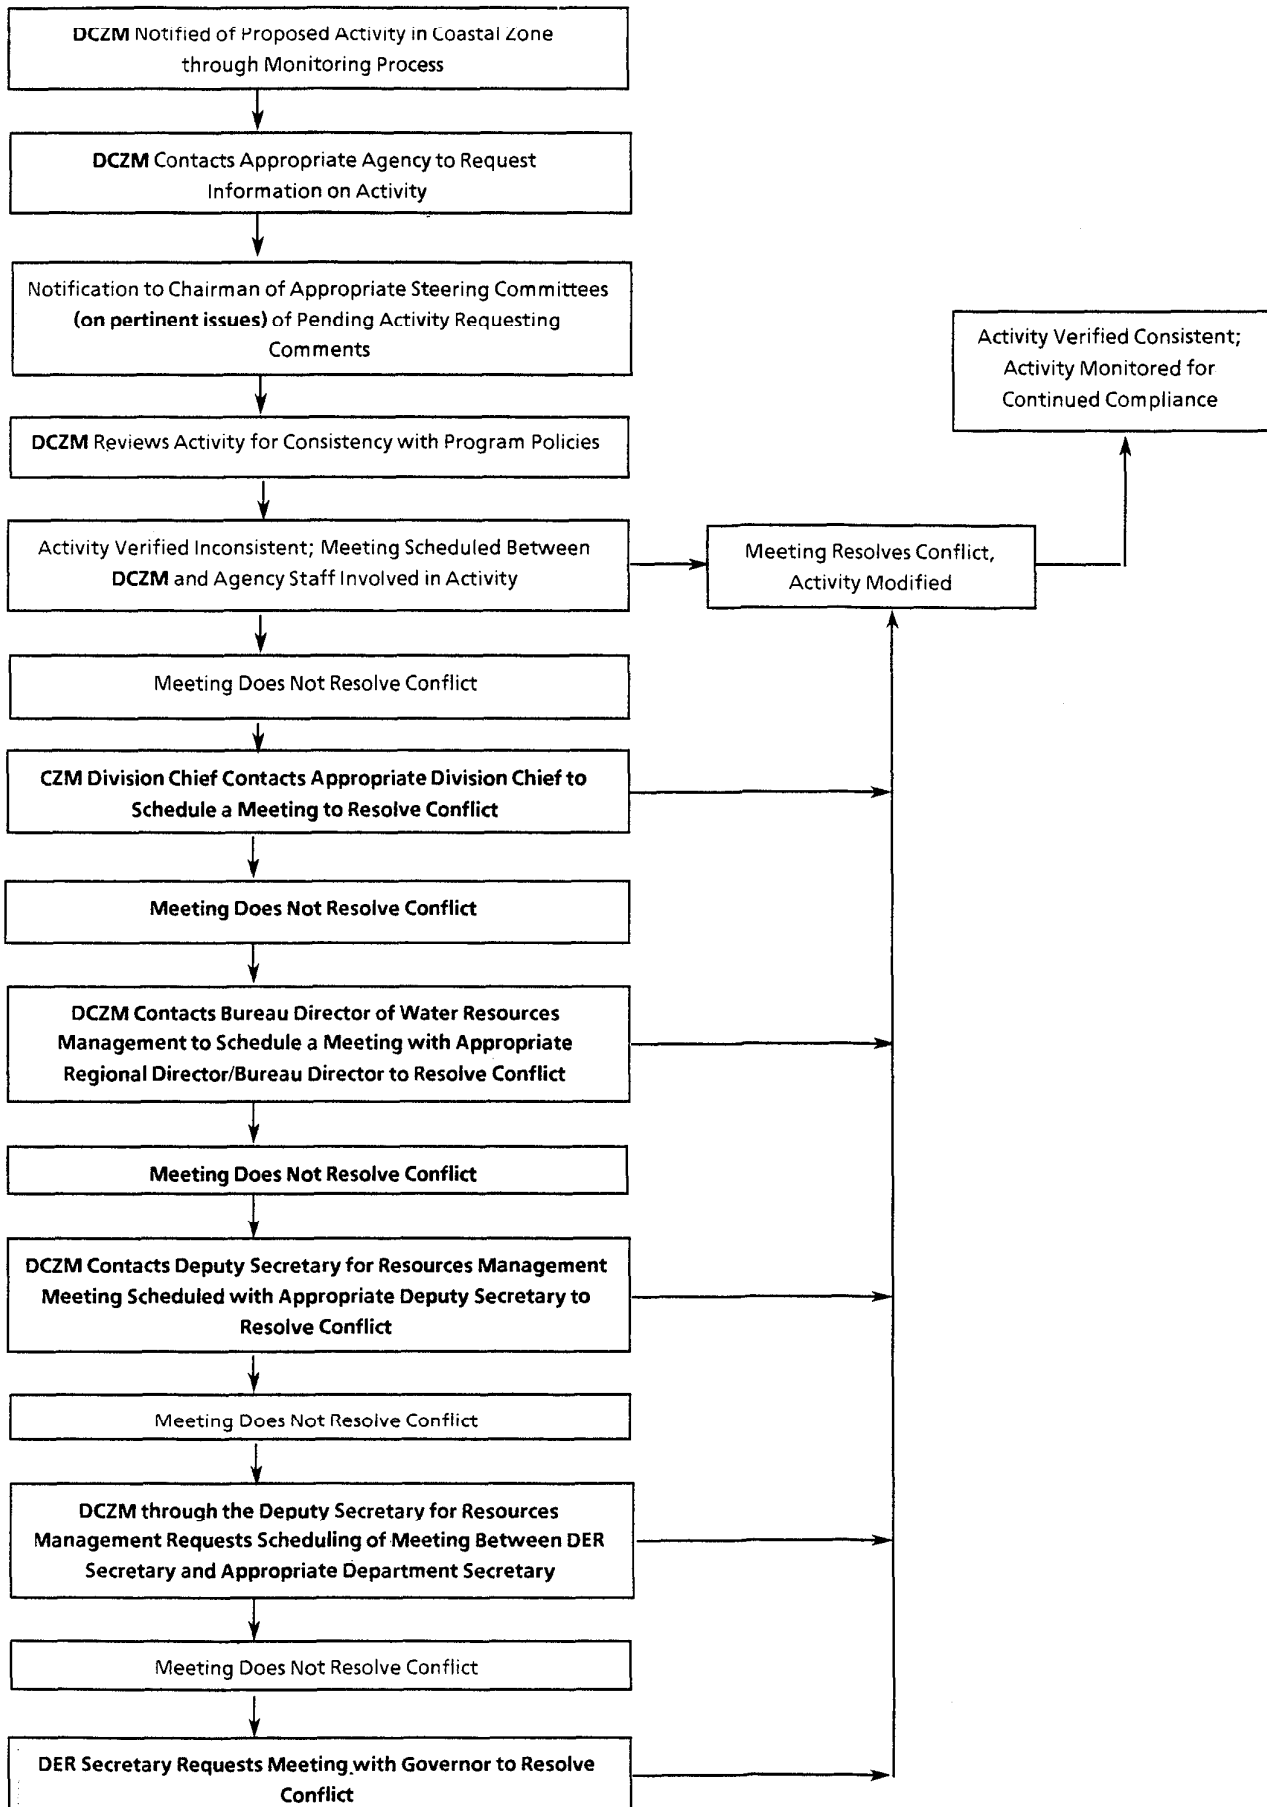 DCZM Notified of Proposed Activity in Coastal Zone
through Monitoring Process
DCZM Contacts Appropriate Agency to Request
Information on Activity
Notification to Chairman of Appropriate Steering Committees
(on pertinent issues) of Pending Activity Requesting
Comments
DCZM Reviews Activity for Consistency with Program Policies
Activity Verified Inconsistent; Meeting Scheduled Between
DCZM and Agency Staff Involved in Activity
Meeting Resolves Conflict,
Activity Modified
Activity Verified Consistent;
Activity Monitored for
Continued Compliance
Meeting Does Not Resolve Conflict
CZM Division Chief Contacts Appropriate Division Chief to
Schedule a Meeting to Resolve Conflict
Meeting Does Not Resolve Conflict
DCZM Contacts Bureau Director of Water Resources
Management to Schedule a Meeting with Appropriate
Regional Director/Bureau Director to Resolve Conflict
Meeting Does Not Resolve Conflict
DCZM Contacts Deputy Secretary for Resources Management
Meeting Scheduled with Appropriate Deputy Secretary to
Resolve Conflict
Meeting Does Not Resolve Conflict
DCZM through the Deputy Secretary for Resources
Management Requests Scheduling of Meeting Between DER
Secretary and Appropriate Department Secretary
Meeting Does Not Resolve Conflict
DER Secretary Requests Meeting with Governor to Resolve
Conflict